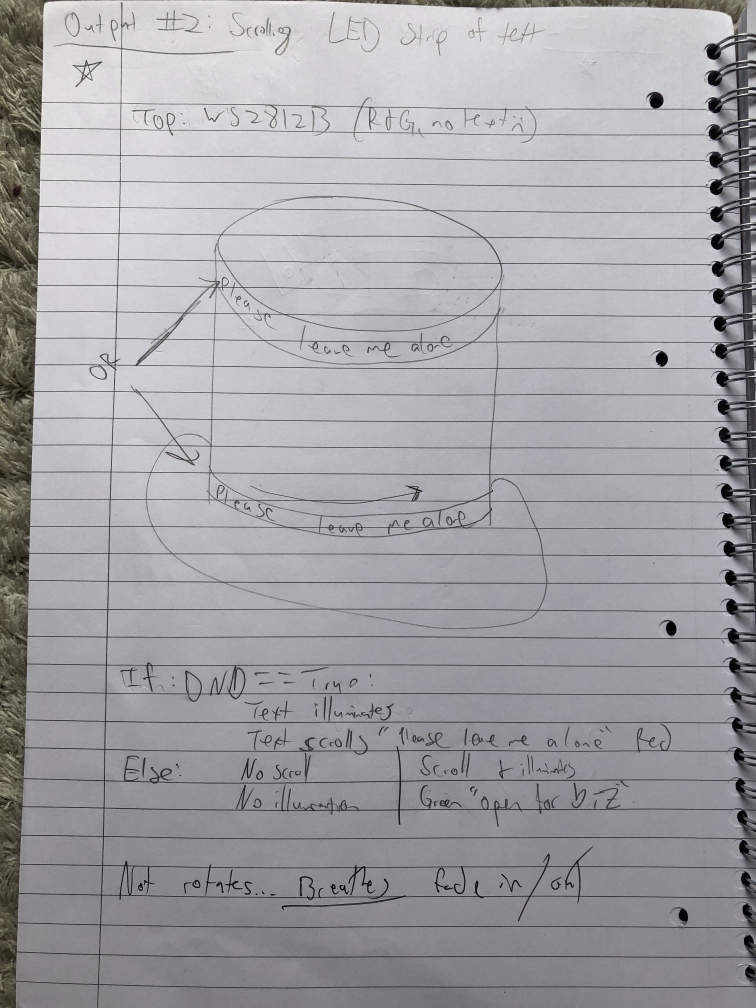 Output #2: Scrolling LED strip of text
Top: WS2812B (R+G, no text in)
Please
leave me alone
OR
Please
leave me alone
If: DND == True:
Text illuminates
Text scrolls "Please leave me alone" Red
Else: No scroll | Scroll + illuminates
No illumination | Green "open for biz"
Not rotates... Breathes fade in/out